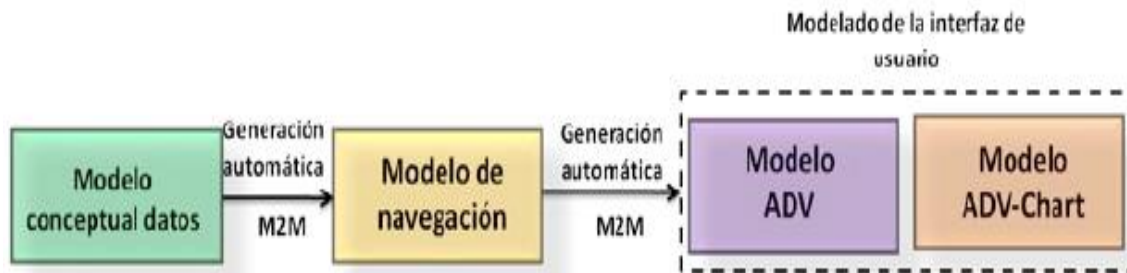 Modelado de la interfaz de
usuario
Modelo
conceptual datos
Generación
automática
M2M
Modelo de
navegación
Generación
automática
M2M
Modelo
ADV
Modelo
ADV-Chart